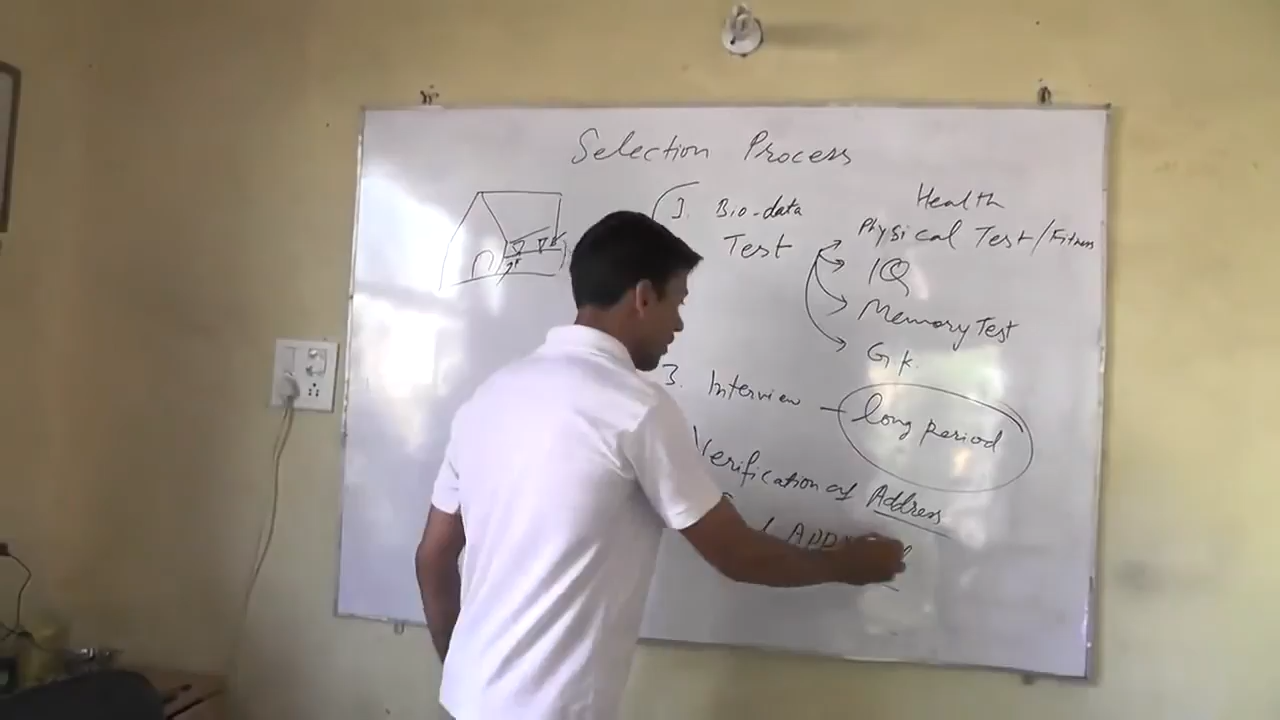 Selection Process
1. Bio-data
Test
Health
Physical Test/Fitness
IQ
Memory Test
G.K.
3. Interview - long period
Verification of Address